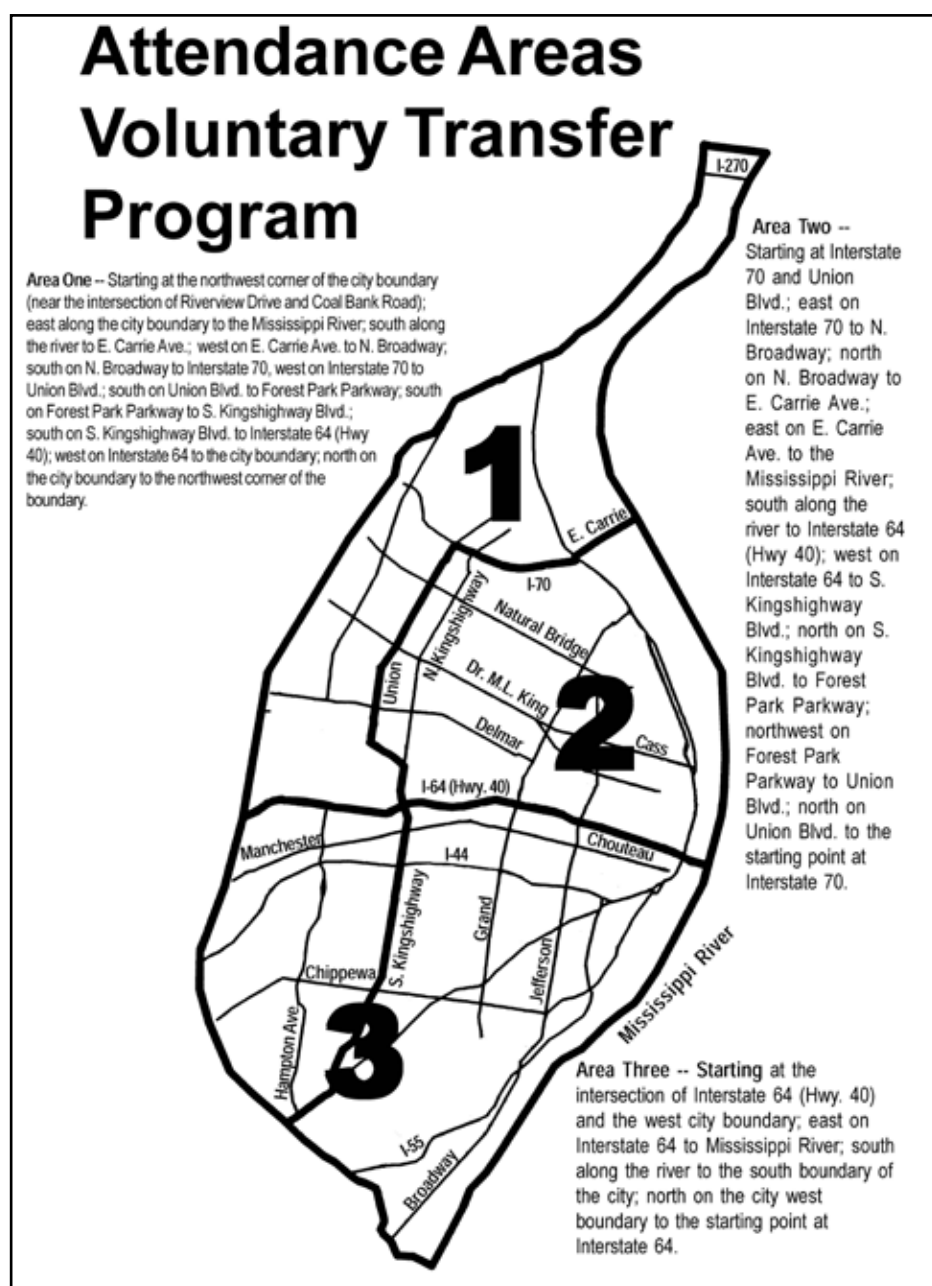 Attendance Areas
Voluntary Transfer
Program
Area One -- Starting at the northwest corner of the city boundary
(near the intersection of Riverview Drive and Coal Bank Road);
east along the city boundary to the Mississippi River; south along
the river to E. Carrie Ave.; west on E. Carrie Ave. to N. Broadway;
south on N. Broadway to Interstate 70, west on Interstate 70 to
Union Blvd.; south on Union Blvd. to Forest Park Parkway; south
on Forest Park Parkway to S. Kingshighway Blvd.;
south on S. Kingshighway Blvd. to Interstate 64 (Hwy
40); west on Interstate 64 to the city boundary; north on
the city boundary to the northwest corner of the
boundary.
I-270
Area Two --
Starting at Interstate
70 and Union
Blvd.; east on
Interstate 70 to N.
Broadway; north
on N. Broadway to
E. Carrie Ave.;
east on E. Carrie
Ave. to the
Mississippi River;
south along the
river to Interstate 64
(Hwy 40); west on
Interstate 64 to S.
Kingshighway
Blvd.; north on S.
Kingshighway
Blvd. to Forest
Park Parkway;
northwest on
Forest Park
Parkway to Union
Blvd.; north on
Union Blvd. to the
starting point at
Interstate 70.
1
E. Carrie
I-70
N. Kingshighway
Natural Bridge
Union
Dr. M.L. King
2
Delmar
Cass
I-64 (Hwy. 40)
Manchester
Chouteau
I-44
S. Kingshighway
Grand
Jefferson
Chippewa
Mississippi River
3
Hampton Ave
I-55
Broadway
Area Three -- Starting at the
intersection of Interstate 64 (Hwy. 40)
and the west city boundary; east on
Interstate 64 to Mississippi River; south
along the river to the south boundary of
the city; north on the city west
boundary to the starting point at
Interstate 64.